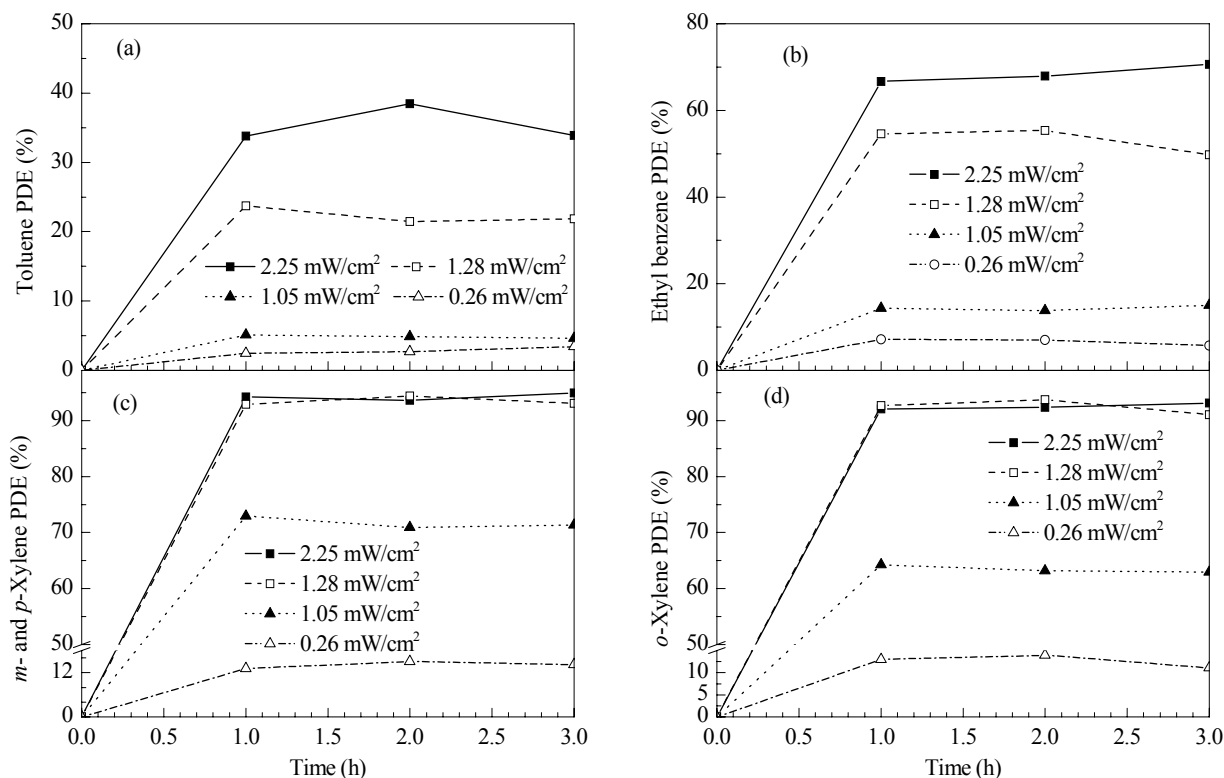 (a)
Toluene PDE (%)
50
40
30
20
10
0
2.25 mW/cm²
1.28 mW/cm²
1.05 mW/cm²
0.26 mW/cm²
(b)
Ethyl benzene PDE (%)
80
60
40
20
0
2.25 mW/cm²
1.28 mW/cm²
1.05 mW/cm²
0.26 mW/cm²
(c)
m- and p-Xylene PDE (%)
90
70
50
12
0
2.25 mW/cm²
1.28 mW/cm²
1.05 mW/cm²
0.26 mW/cm²
0.0 0.5 1.0 1.5 2.0 2.5 3.0
Time (h)
(d)
o-Xylene PDE (%)
90
70
50
10
5
0
2.25 mW/cm²
1.28 mW/cm²
1.05 mW/cm²
0.26 mW/cm²
0.0 0.5 1.0 1.5 2.0 2.5 3.0
Time (h)